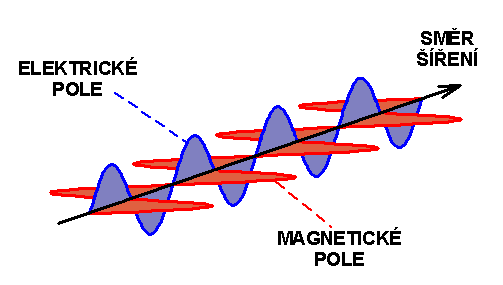 SMĚR
ŠÍŘENÍ
ELEKTRICKÉ
POLE
MAGNETICKÉ
POLE